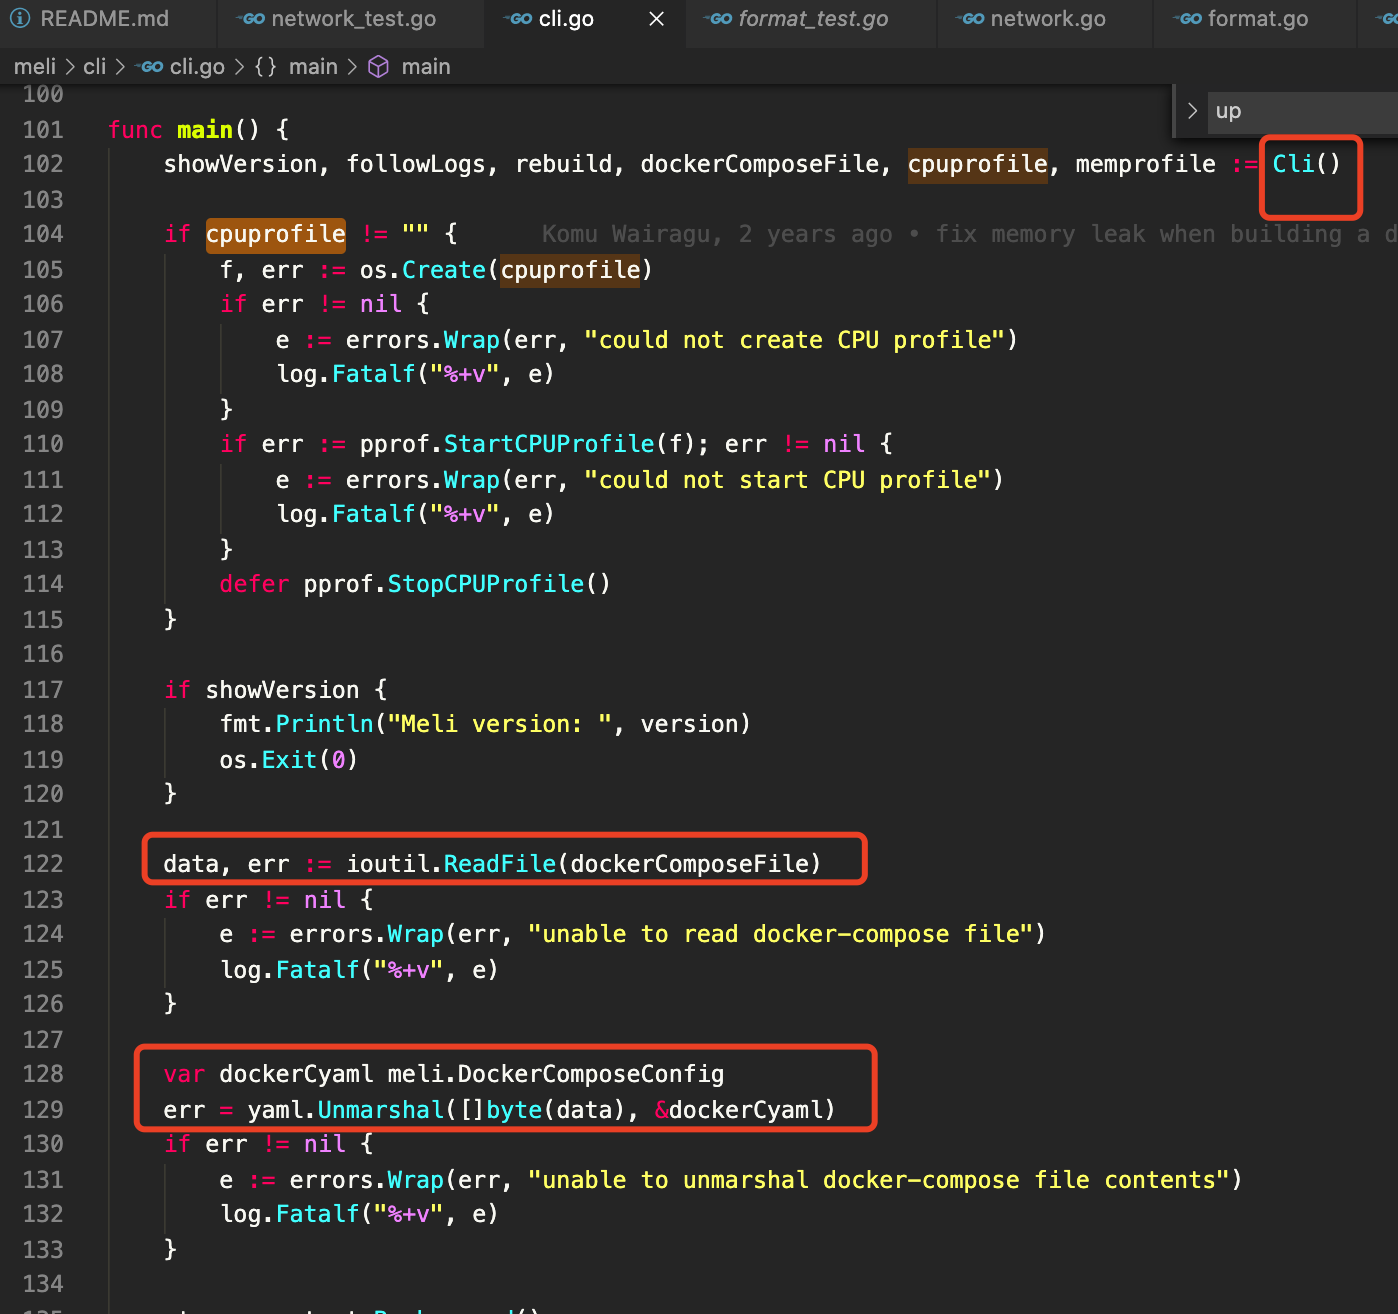 README.md GO network_test.go GO cli.go × GO format_test.go GO network.go GO format.go GO
meli > cli > GO cli.go > {} main > main
up
100
101 func main() {
102 showVersion, followLogs, rebuild, dockerComposeFile, cpuprofile, memprofile := Cli()
103
104 if cpuprofile != "" { Komu Wairagu, 2 years ago • fix memory leak when building a d
105 f, err := os.Create(cpuprofile)
106 if err != nil {
107 e := errors.Wrap(err, "could not create CPU profile")
108 log.Fatalf("%+v", e)
109 }
110 if err := pprof.StartCPUProfile(f); err != nil {
111 e := errors.Wrap(err, "could not start CPU profile")
112 log.Fatalf("%+v", e)
113 }
114 defer pprof.StopCPUProfile()
115 }
116
117 if showVersion {
118 fmt.Println("Meli version: ", version)
119 os.Exit(0)
120 }
121
122 data, err := ioutil.ReadFile(dockerComposeFile)
123 if err != nil {
124 e := errors.Wrap(err, "unable to read docker-compose file")
125 log.Fatalf("%+v", e)
126 }
127
128 var dockerCyaml meli.DockerComposeConfig
129 err = yaml.Unmarshal([]byte(data), &dockerCyaml)
130 if err != nil {
131 e := errors.Wrap(err, "unable to unmarshal docker-compose file contents")
132 log.Fatalf("%+v", e)
133 }
134